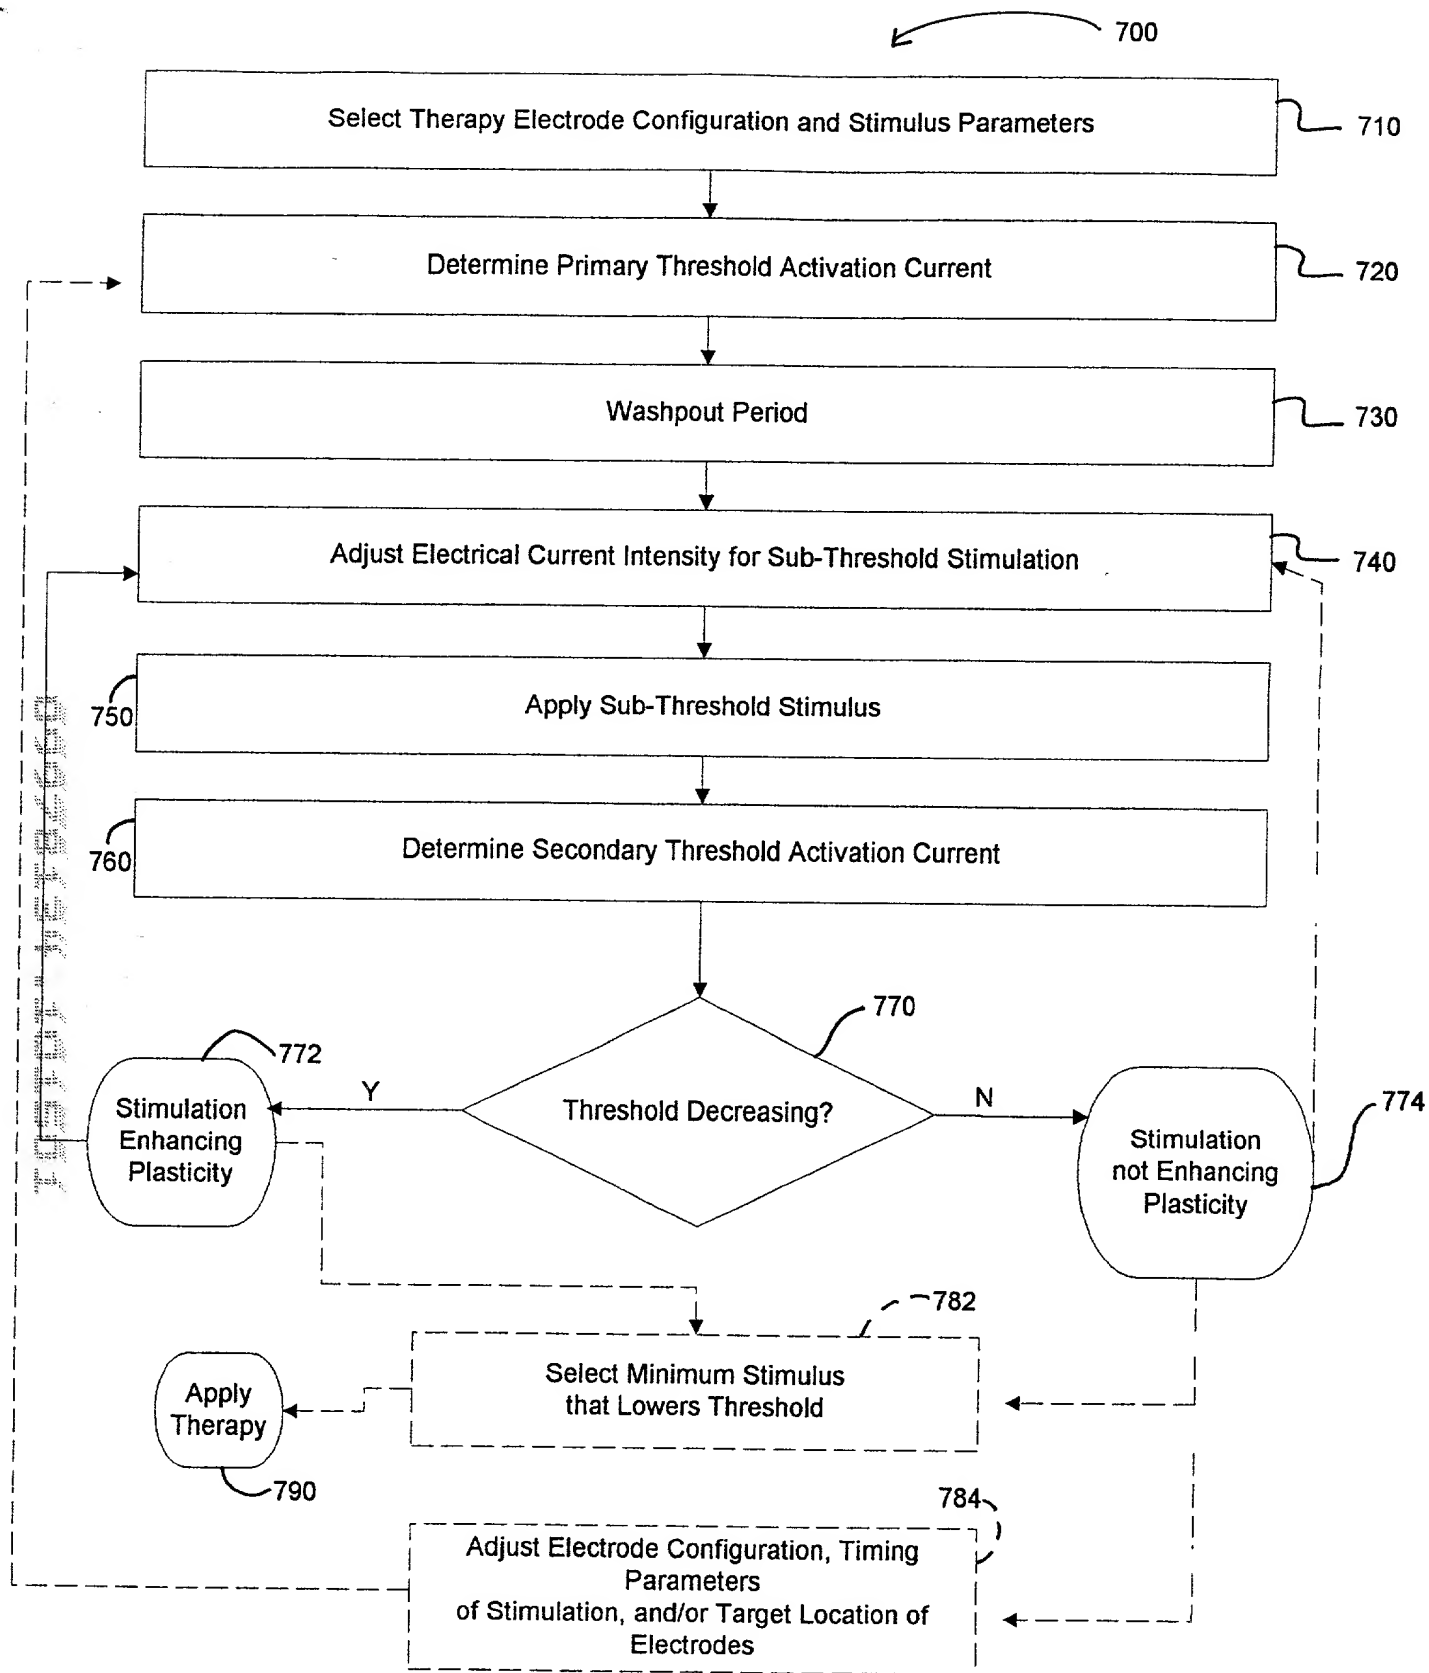 700
Select Therapy Electrode Configuration and Stimulus Parameters
710
Determine Primary Threshold Activation Current
720
Washpout Period
730
Adjust Electrical Current Intensity for Sub-Threshold Stimulation
740
Apply Sub-Threshold Stimulus
750
Determine Secondary Threshold Activation Current
760
770
772
Y
Threshold Decreasing?
N
774
Stimulation
Enhancing
Plasticity
Stimulation
not Enhancing
Plasticity
782
Select Minimum Stimulus
that Lowers Threshold
Apply
Therapy
790
784
Adjust Electrode Configuration, Timing
Parameters
of Stimulation, and/or Target Location of
Electrodes